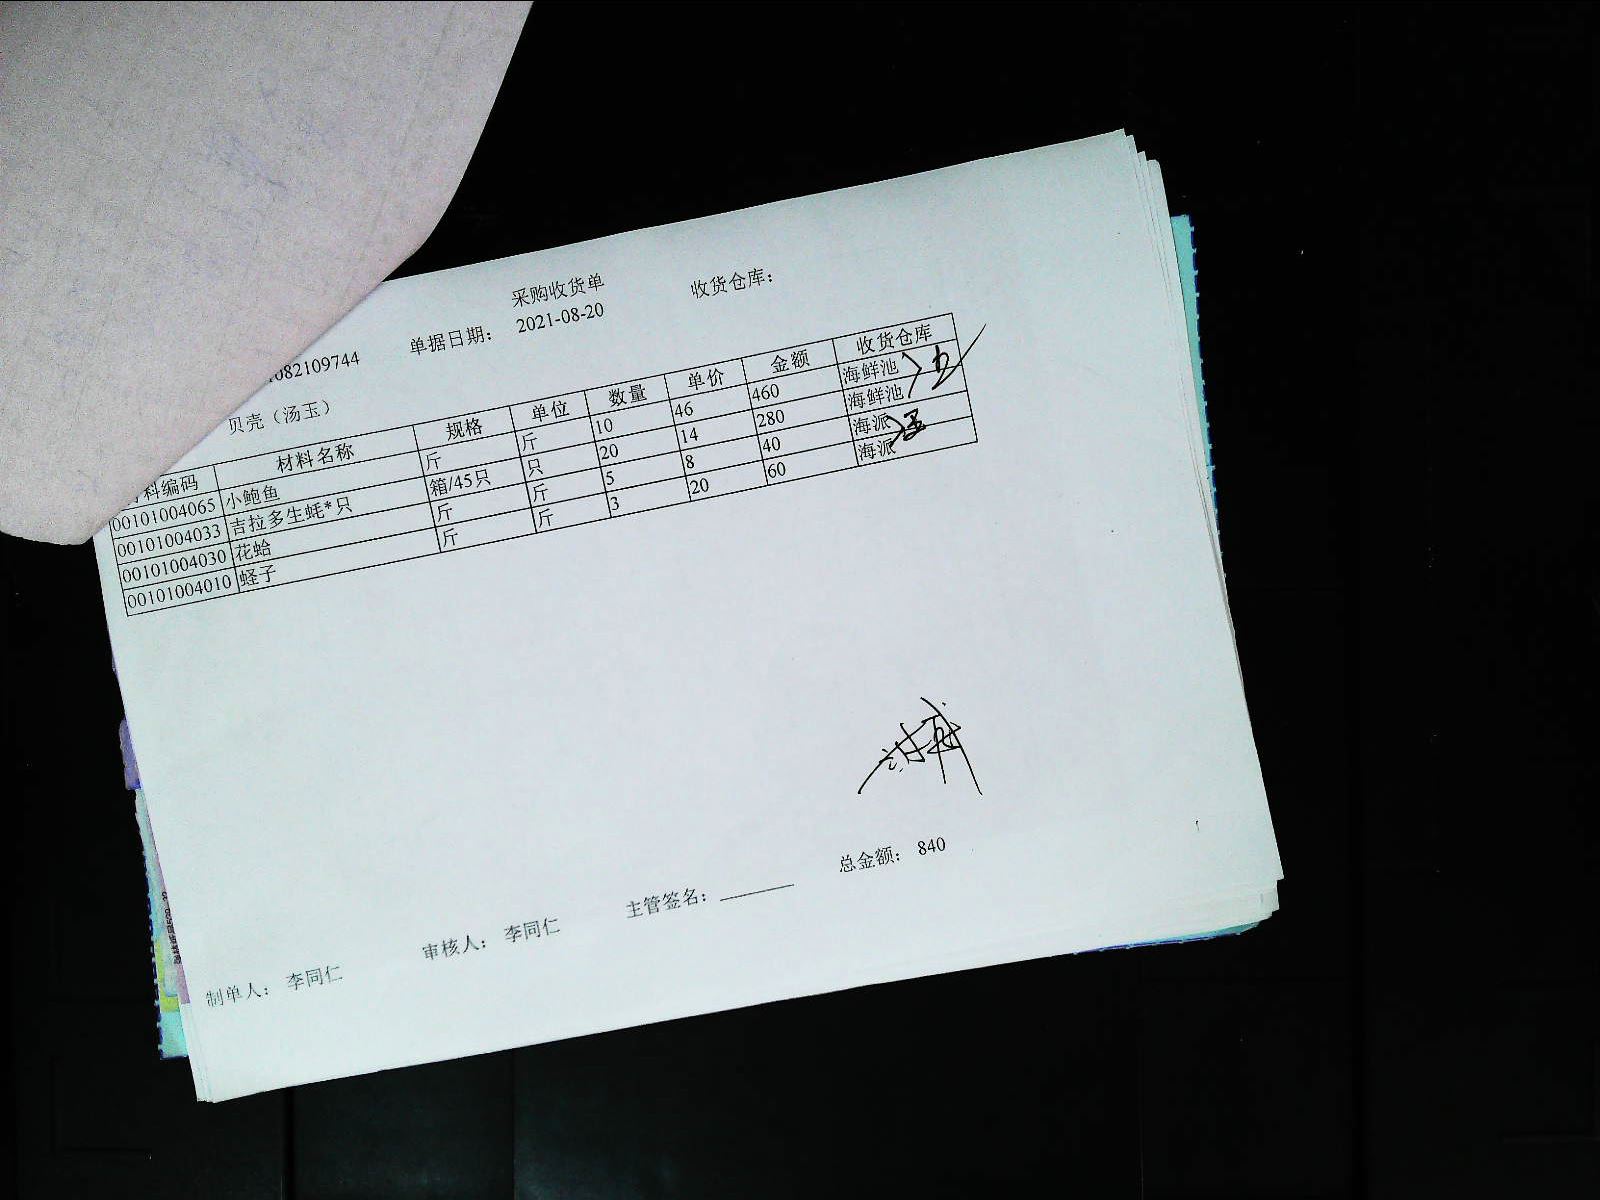 采购收货单
1082109744 单据日期： 2021-08-20 收货仓库：
贝壳（汤玉）
料编码 材料名称 规格 单位 数量 单价 金额 收货仓库
00101004065 小鲍鱼 斤 斤 10 46 460 海鲜池
00101004033 吉拉多生蚝*只 箱/45只 只 20 14 280 海鲜池
00101004030 花蛤 斤 斤 5 8 40 海派
00101004010 蛏子 斤 斤 3 20 60 海派
制单人： 李同仁 审核人： 李同仁 主管签名： 总金额： 840